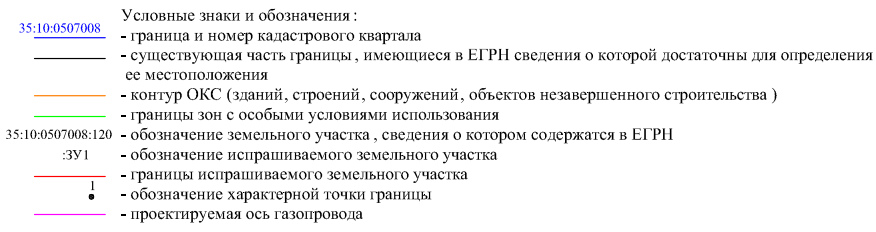 Условные знаки и обозначения :
35:10:0507008 - граница и номер кадастрового квартала
- существующая часть границы , имеющиеся в ЕГРН сведения о которой достаточны для определения
ее местоположения
- контур ОКС (зданий, строений, сооружений, объектов незавершенного строительства )
- границы зон с особыми условиями использования
35:10:0507008:120 - обозначение земельного участка , сведения о котором содержатся в ЕГРН
:ЗУ1 - обозначение испрашиваемого земельного участка
- границы испрашиваемого земельного участка
1 - обозначение характерной точки границы
- проектируемая ось газопровода